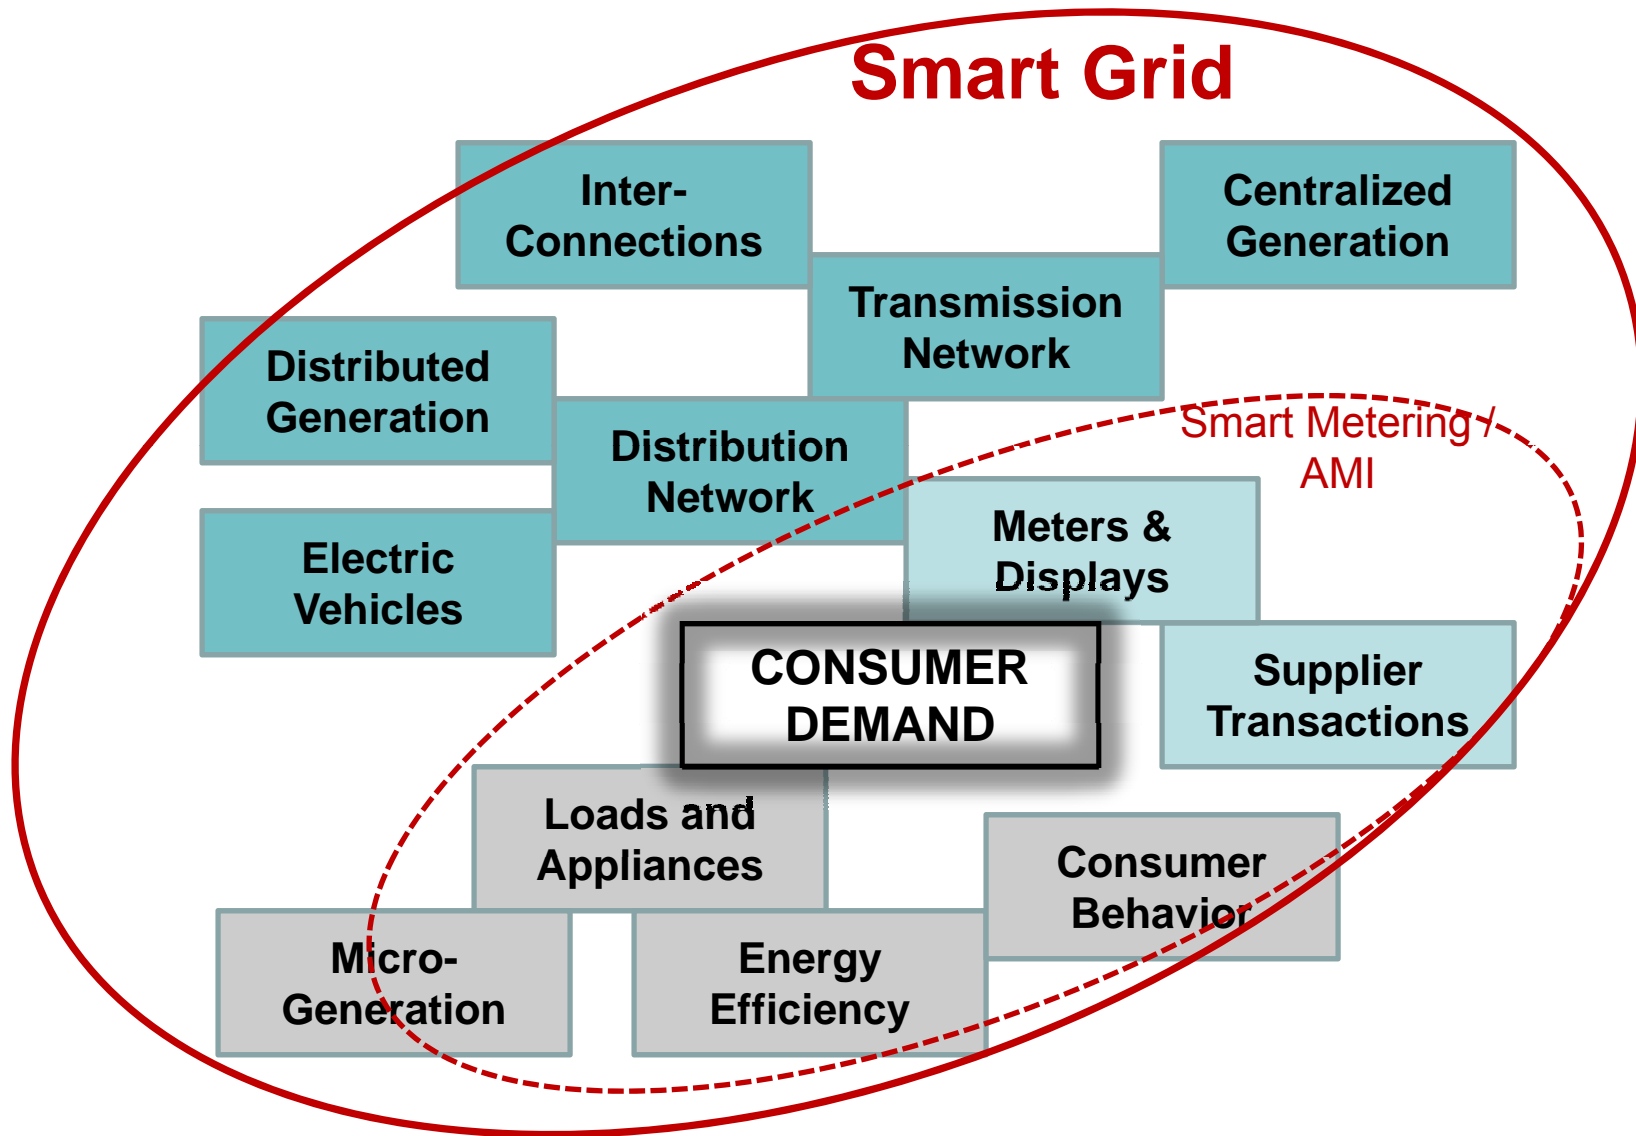 Smart Grid
Inter-
Connections
Centralized
Generation
Transmission
Network
Distributed
Generation
Distribution
Network
Smart Metering /
AMI
Electric
Vehicles
Meters &
Displays
CONSUMER
DEMAND
Supplier
Transactions
Loads and
Appliances
Consumer
Behavior
Micro-
Generation
Energy
Efficiency